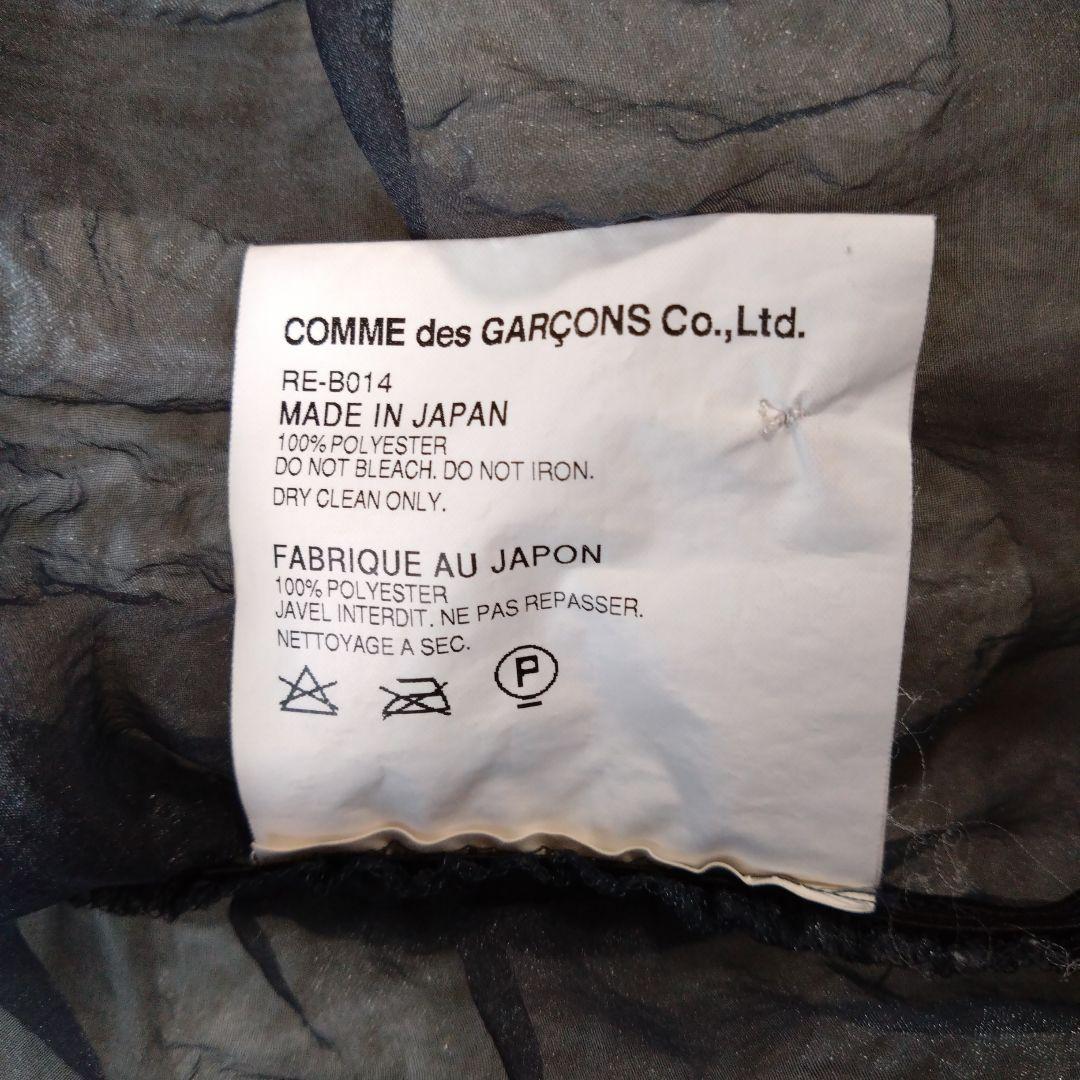 COMME des GARÇONS Co.,Ltd.
RE-B014
MADE IN JAPAN
100% POLYESTER
DO NOT BLEACH. DO NOT IRON.
DRY CLEAN ONLY.
FABRIQUE AU JAPON
100% POLYESTER
JAVEL INTERDIT. NE PAS REPASSER.
NETTOYAGE A SEC.
P